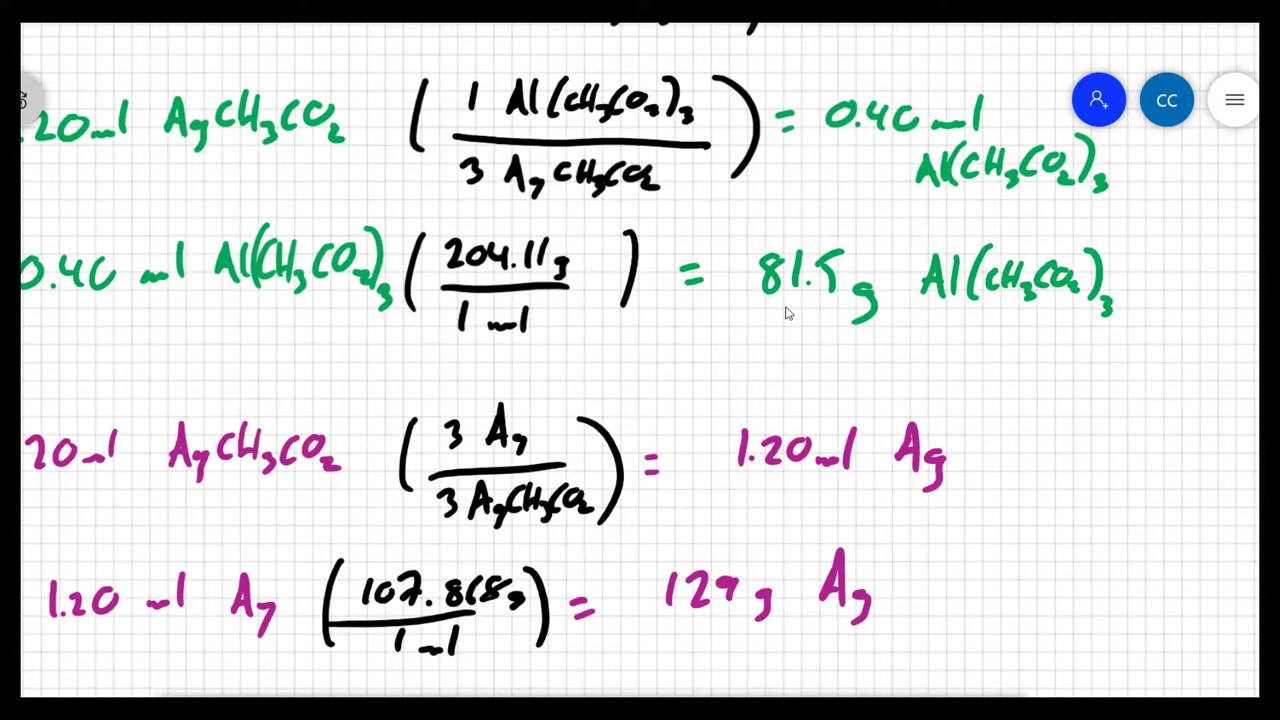 .20 mol AgCH₃CO₂ ( 1 Al(CH₃CO₂)₃ / 3 AgCH₃CO₂ ) = 0.40 mol Al(CH₃CO₂)₃
0.40 mol Al(CH₃CO₂)₃ ( 204.11g / 1 mol ) = 81.5 g Al(CH₃CO₂)₃
20 mol AgCH₃CO₂ ( 3 Ag / 3 AgCH₃CO₂ ) = 1.20 mol Ag
1.20 mol Ag ( 107.868g / 1 mol ) = 129 g Ag
CC